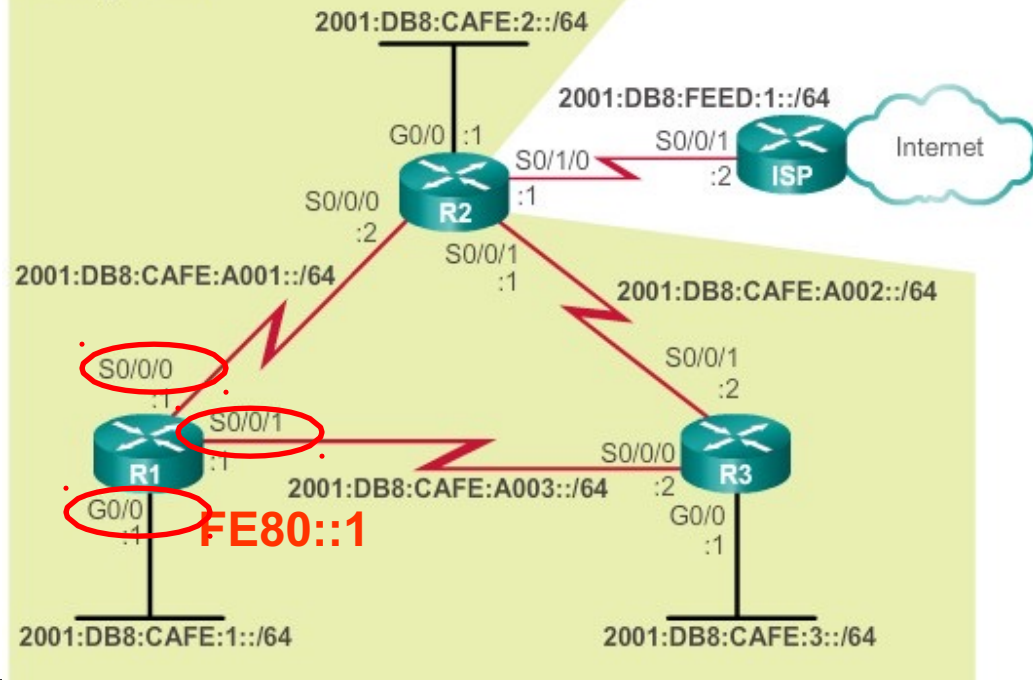 2001:DB8:CAFE:2::/64
2001:DB8:FEED:1::/64
G0/0 :1
S0/1/0
:1
S0/0/1
:2
ISP
Internet
S0/0/0
:2
R2
S0/0/1
:1
2001:DB8:CAFE:A001::/64
2001:DB8:CAFE:A002::/64
S0/0/0
:1
S0/0/1
:2
S0/0/1
:1
R1
S0/0/0
:2
R3
2001:DB8:CAFE:A003::/64
G0/0
:1
FE80::1
G0/0
:1
2001:DB8:CAFE:1::/64
2001:DB8:CAFE:3::/64